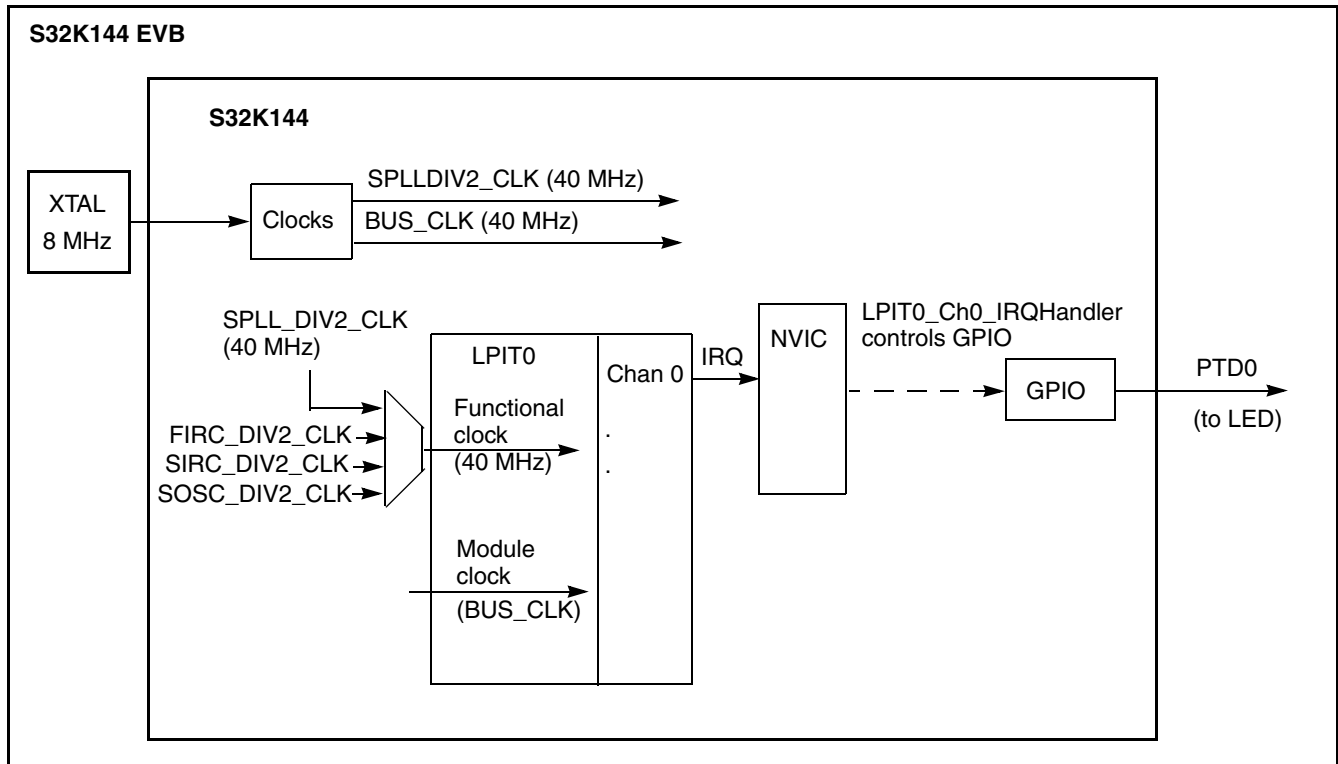 S32K144 EVB
S32K144
XTAL
8 MHz
Clocks
SPLLDIV2_CLK (40 MHz)
BUS_CLK (40 MHz)
SPLL_DIV2_CLK
(40 MHz)
FIRC_DIV2_CLK
SIRC_DIV2_CLK
SOSC_DIV2_CLK
LPIT0
Functional
clock
(40 MHz)
Module
clock
(BUS_CLK)
Chan 0
.
.
IRQ
NVIC
LPIT0_Ch0_IRQHandler
controls GPIO
GPIO
PTD0
(to LED)